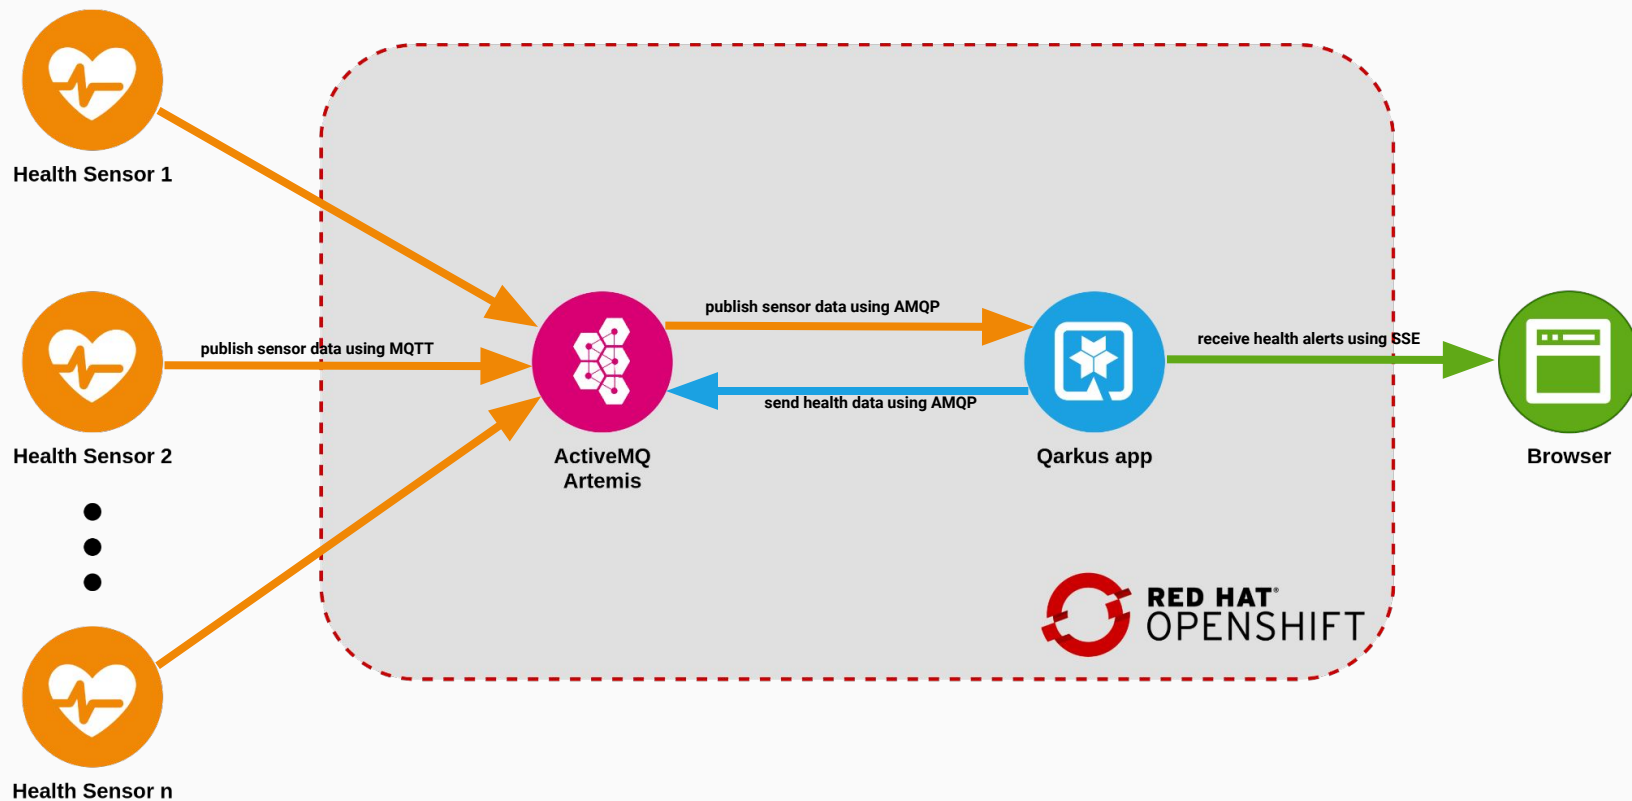 Health Sensor 1
publish sensor data using AMQP
receive health alerts using SSE
publish sensor data using MQTT
send health data using AMQP
Health Sensor 2
ActiveMQ
Artemis
Qarkus app
Browser
RED HAT®
OPENSHIFT
Health Sensor n